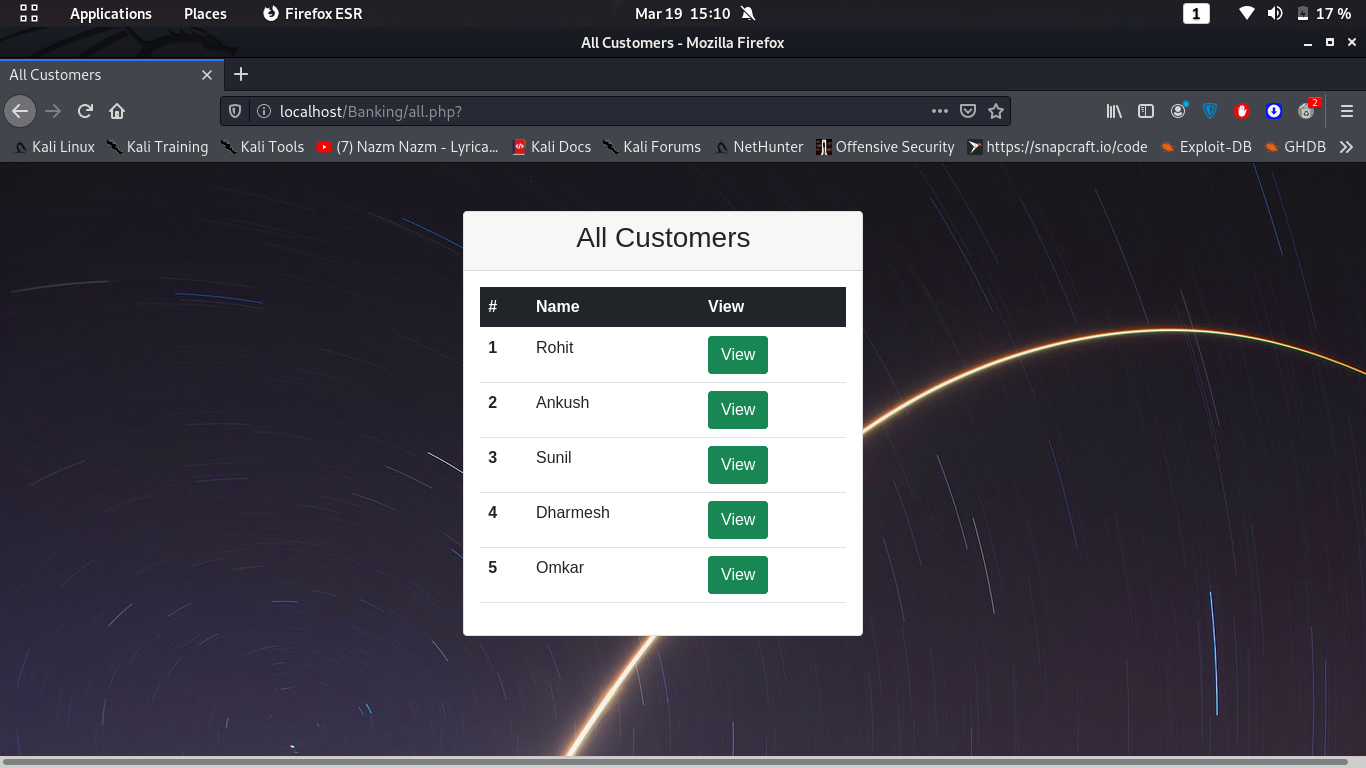 Applications Places Firefox ESR Mar 19 15:10 1 17 %
All Customers - Mozilla Firefox
All Customers
localhost/Banking/all.php? 2
Kali Linux Kali Training Kali Tools (7) Nazm Nazm - Lyrica... Kali Docs Kali Forums NetHunter Offensive Security https://snapcraft.io/code Exploit-DB GHDB
All Customers
# Name View
1 Rohit View
2 Ankush View
3 Sunil View
4 Dharmesh View
5 Omkar View